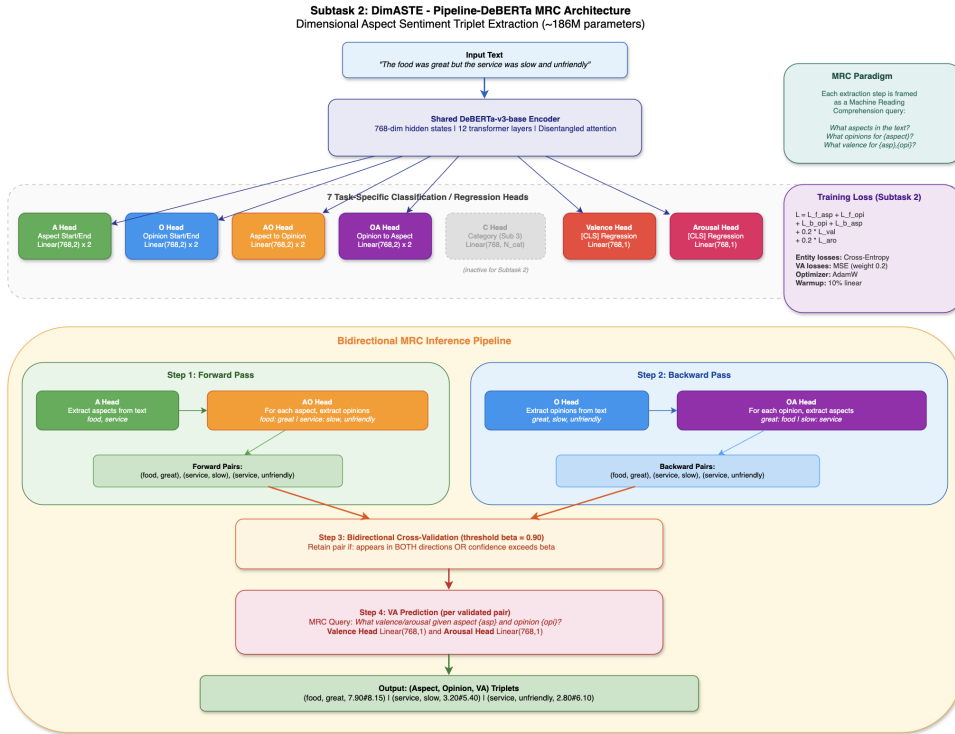 Subtask 2: DimASTE - Pipeline-DeBERTa MRC Architecture
Dimensional Aspect Sentiment Triplet Extraction (~186M parameters)
Input Text
"The food was great but the service was slow and unfriendly"
Shared DeBERTa-v3-base Encoder
768-dim hidden states | 12 transformer layers | Disentangled attention
MRC Paradigm
Each extraction step is framed
as a Machine Reading
Comprehension query:
What aspects in the text?
What opinions for {aspect}?
What valence for {asp},{opi}?
7 Task-Specific Classification / Regression Heads
A Head
Aspect Start/End
Linear(768,2) x 2
O Head
Opinion Start/End
Linear(768,2) x 2
AO Head
Aspect to Opinion
Linear(768,2) x 2
OA Head
Opinion to Aspect
Linear(768,2) x 2
C Head
Category (Sub 3)
Linear(768, N_cat)
(inactive for Subtask 2)
Valence Head
[CLS] Regression
Linear(768,1)
Arousal Head
[CLS] Regression
Linear(768,1)
Training Loss (Subtask 2)
L = L_f_asp + L_f_opi
+ L_b_opi + L_b_asp
+ 0.2 * L_val
+ 0.2 * L_aro
Entity losses: Cross-Entropy
VA losses: MSE (weight 0.2)
Optimizer: AdamW
Warmup: 10% linear
Bidirectional MRC Inference Pipeline
Step 1: Forward Pass
A Head
Extract aspects from text
food, service
AO Head
For each aspect, extract opinions
food: great | service: slow, unfriendly
Forward Pairs:
(food, great), (service, slow), (service, unfriendly)
Step 2: Backward Pass
O Head
Extract opinions from text
great, slow, unfriendly
OA Head
For each opinion, extract aspects
great: food | slow: service
Backward Pairs:
(food, great), (service, slow), (service, unfriendly)
Step 3: Bidirectional Cross-Validation (threshold beta = 0.90)
Retain pair if: appears in BOTH directions OR confidence exceeds beta
Step 4: VA Prediction (per validated pair)
MRC Query: What valence/arousal given aspect {asp} and opinion {opi}?
Valence Head Linear(768,1) and Arousal Head Linear(768,1)
Output: (Aspect, Opinion, VA) Triplets
(food, great, 7.90#8.15) | (service, slow, 3.20#5.40) | (service, unfriendly, 2.80#6.10)